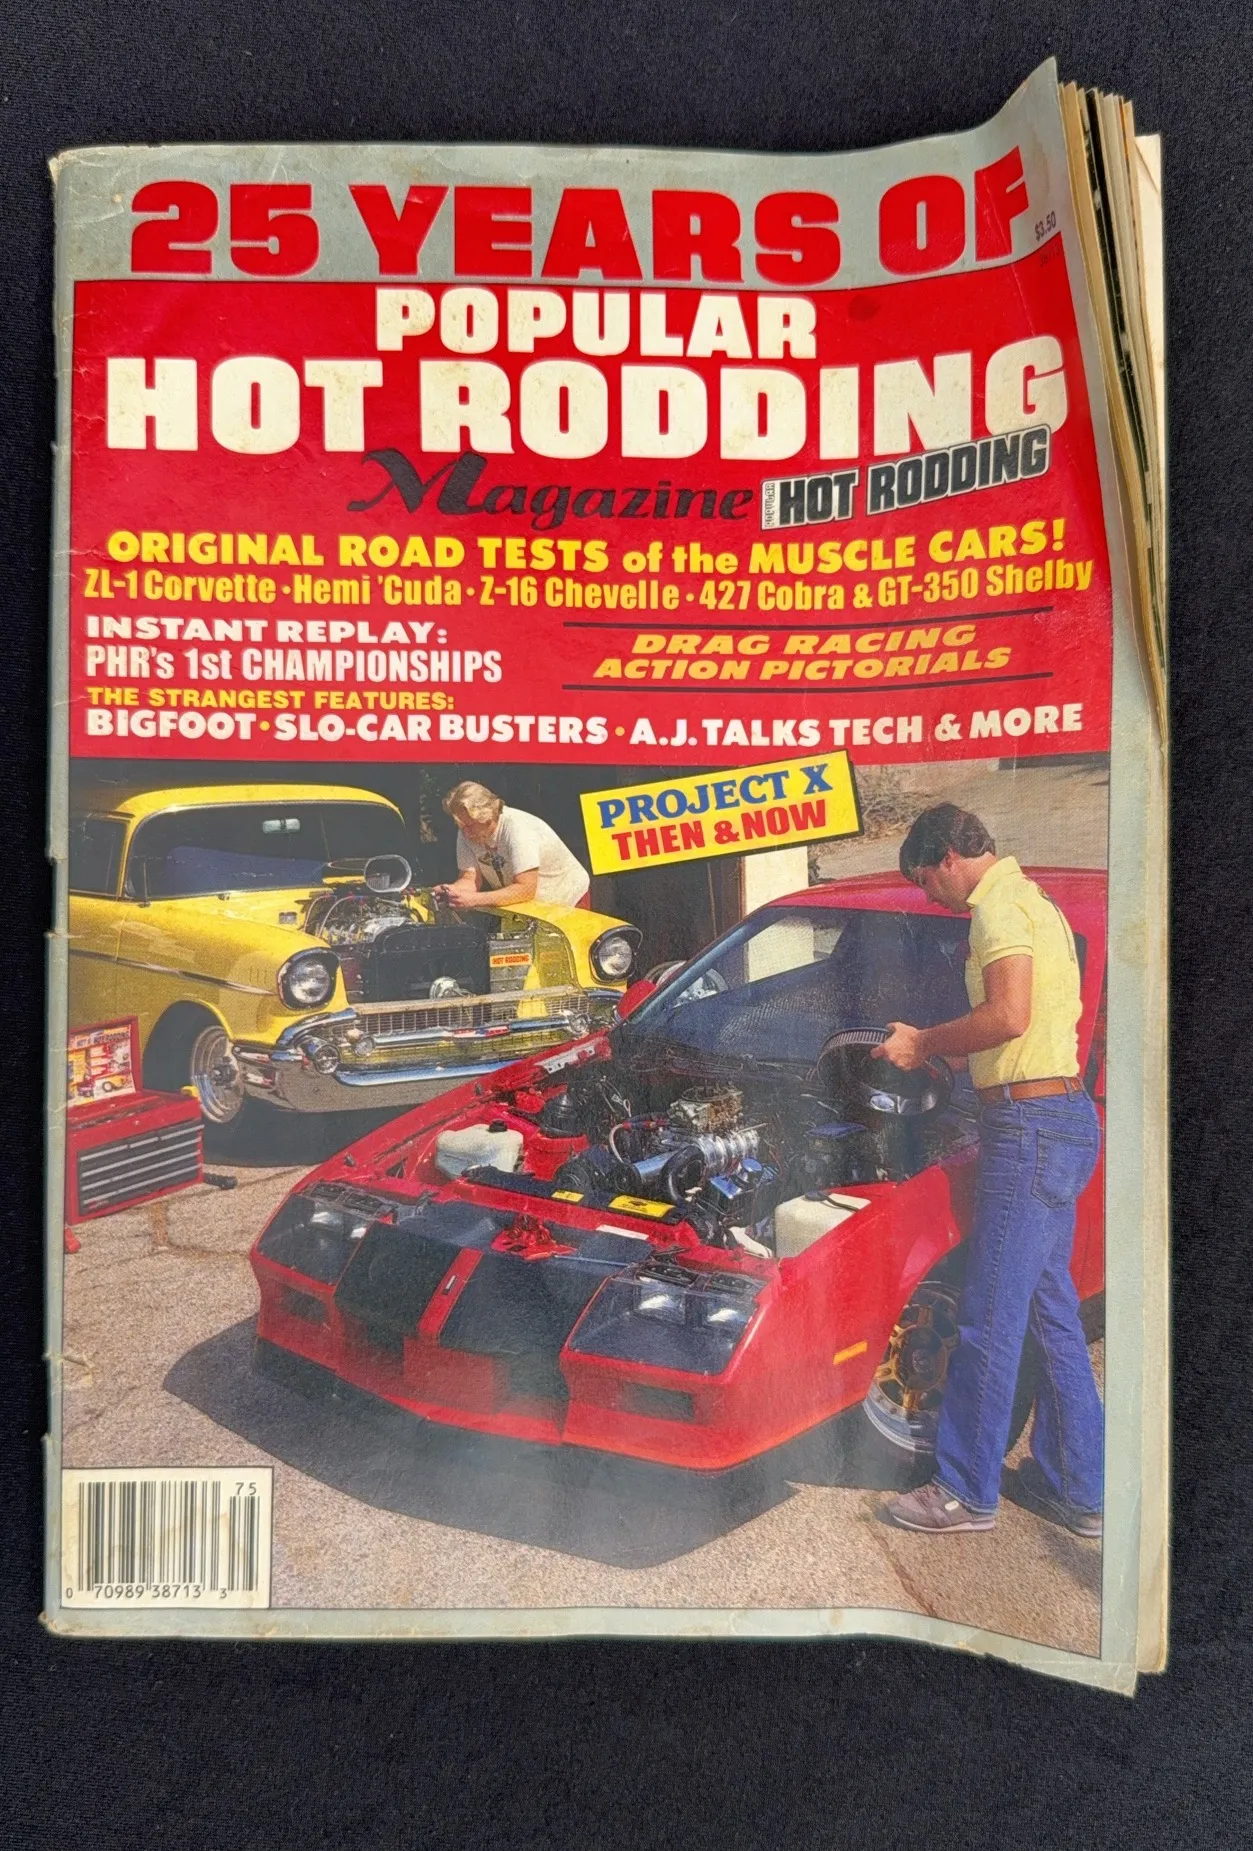 25 YEARS OF
$3.50
POPULAR
HOT RODDING
Magazine
POPULAR HOT RODDING
ORIGINAL ROAD TESTS of the MUSCLE CARS!
ZL-1 Corvette · Hemi 'Cuda · Z-16 Chevelle · 427 Cobra & GT-350 Shelby
INSTANT REPLAY:
PHR's 1st CHAMPIONSHIPS
DRAG RACING
ACTION PICTORIALS
THE STRANGEST FEATURES:
BIGFOOT · SLO-CAR BUSTERS · A.J. TALKS TECH & MORE
PROJECT X
THEN & NOW
HOT RODDING
75
0 70989 38713 3